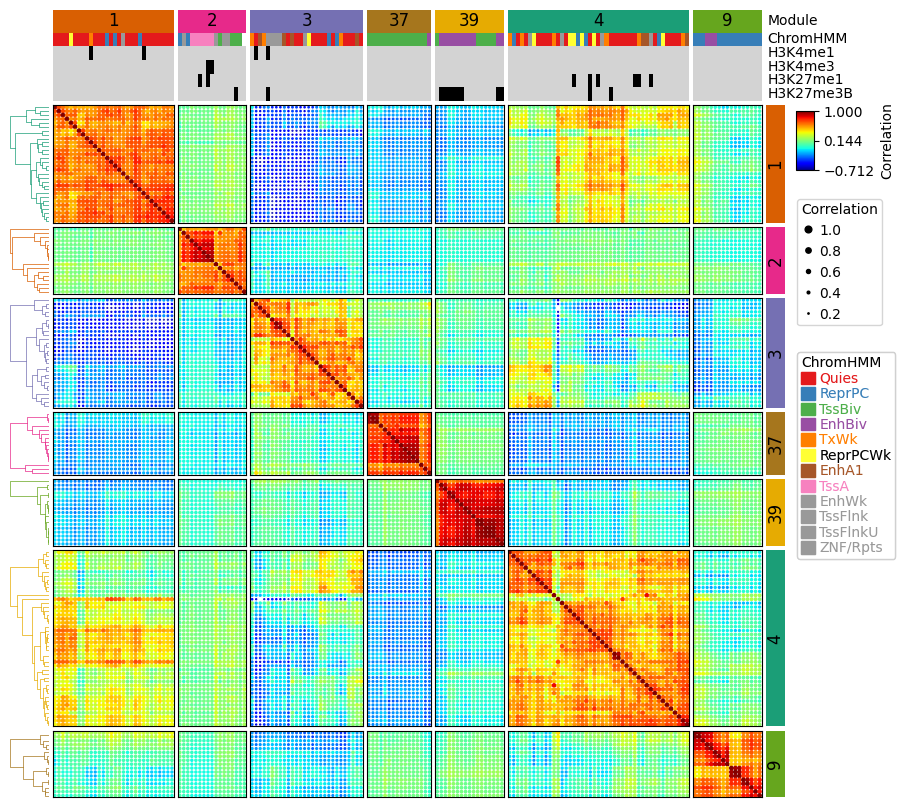 1 2 3 37 39 4 9 Module
ChromHMM
H3K4me1
H3K4me3
H3K27me1
H3K27me3B
1
2
3
37
39
4
9
1.000
0.144
−0.712
Correlation
Correlation
1.0
0.8
0.6
0.4
0.2
ChromHMM
Quies
ReprPC
TssBiv
EnhBiv
TxWk
ReprPCWk
EnhA1
TssA
EnhWk
TssFlnk
TssFlnkU
ZNF/Rpts